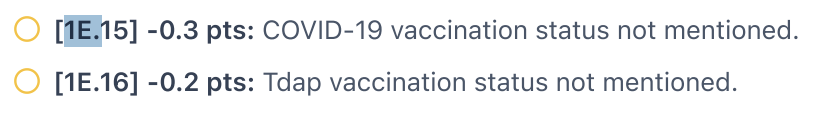 [1E.15] -0.3 pts: COVID-19 vaccination status not mentioned.
[1E.16] -0.2 pts: Tdap vaccination status not mentioned.